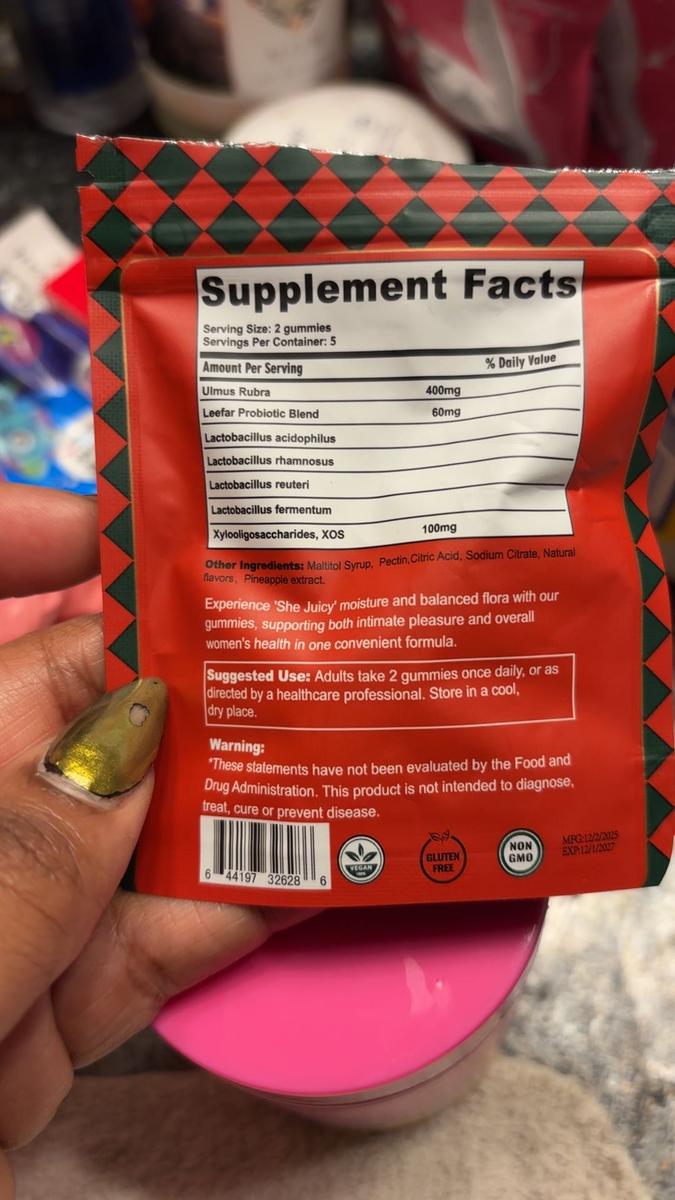 Supplement Facts
Serving Size: 2 gummies
Servings Per Container: 5
Amount Per Serving % Daily Value
Ulmus Rubra 400mg
Leefar Probiotic Blend 60mg
Lactobacillus acidophilus
Lactobacillus rhamnosus
Lactobacillus reuteri
Lactobacillus fermentum
Xylooligosaccharides, XOS 100mg
Other Ingredients: Maltitol Syrup, Pectin,Citric Acid, Sodium Citrate, Natural
flavors, Pineapple extract.
Experience 'She Juicy' moisture and balanced flora with our
gummies, supporting both intimate pleasure and overall
women's health in one convenient formula.
Suggested Use: Adults take 2 gummies once daily, or as
directed by a healthcare professional. Store in a cool,
dry place.
Warning:
*These statements have not been evaluated by the Food and
Drug Administration. This product is not intended to diagnose,
treat, cure or prevent disease.
6 44197 32628 6
VEGAN
GLUTEN
FREE
NON
GMO
MFG:12/2/2025
EXP:12/1/2027